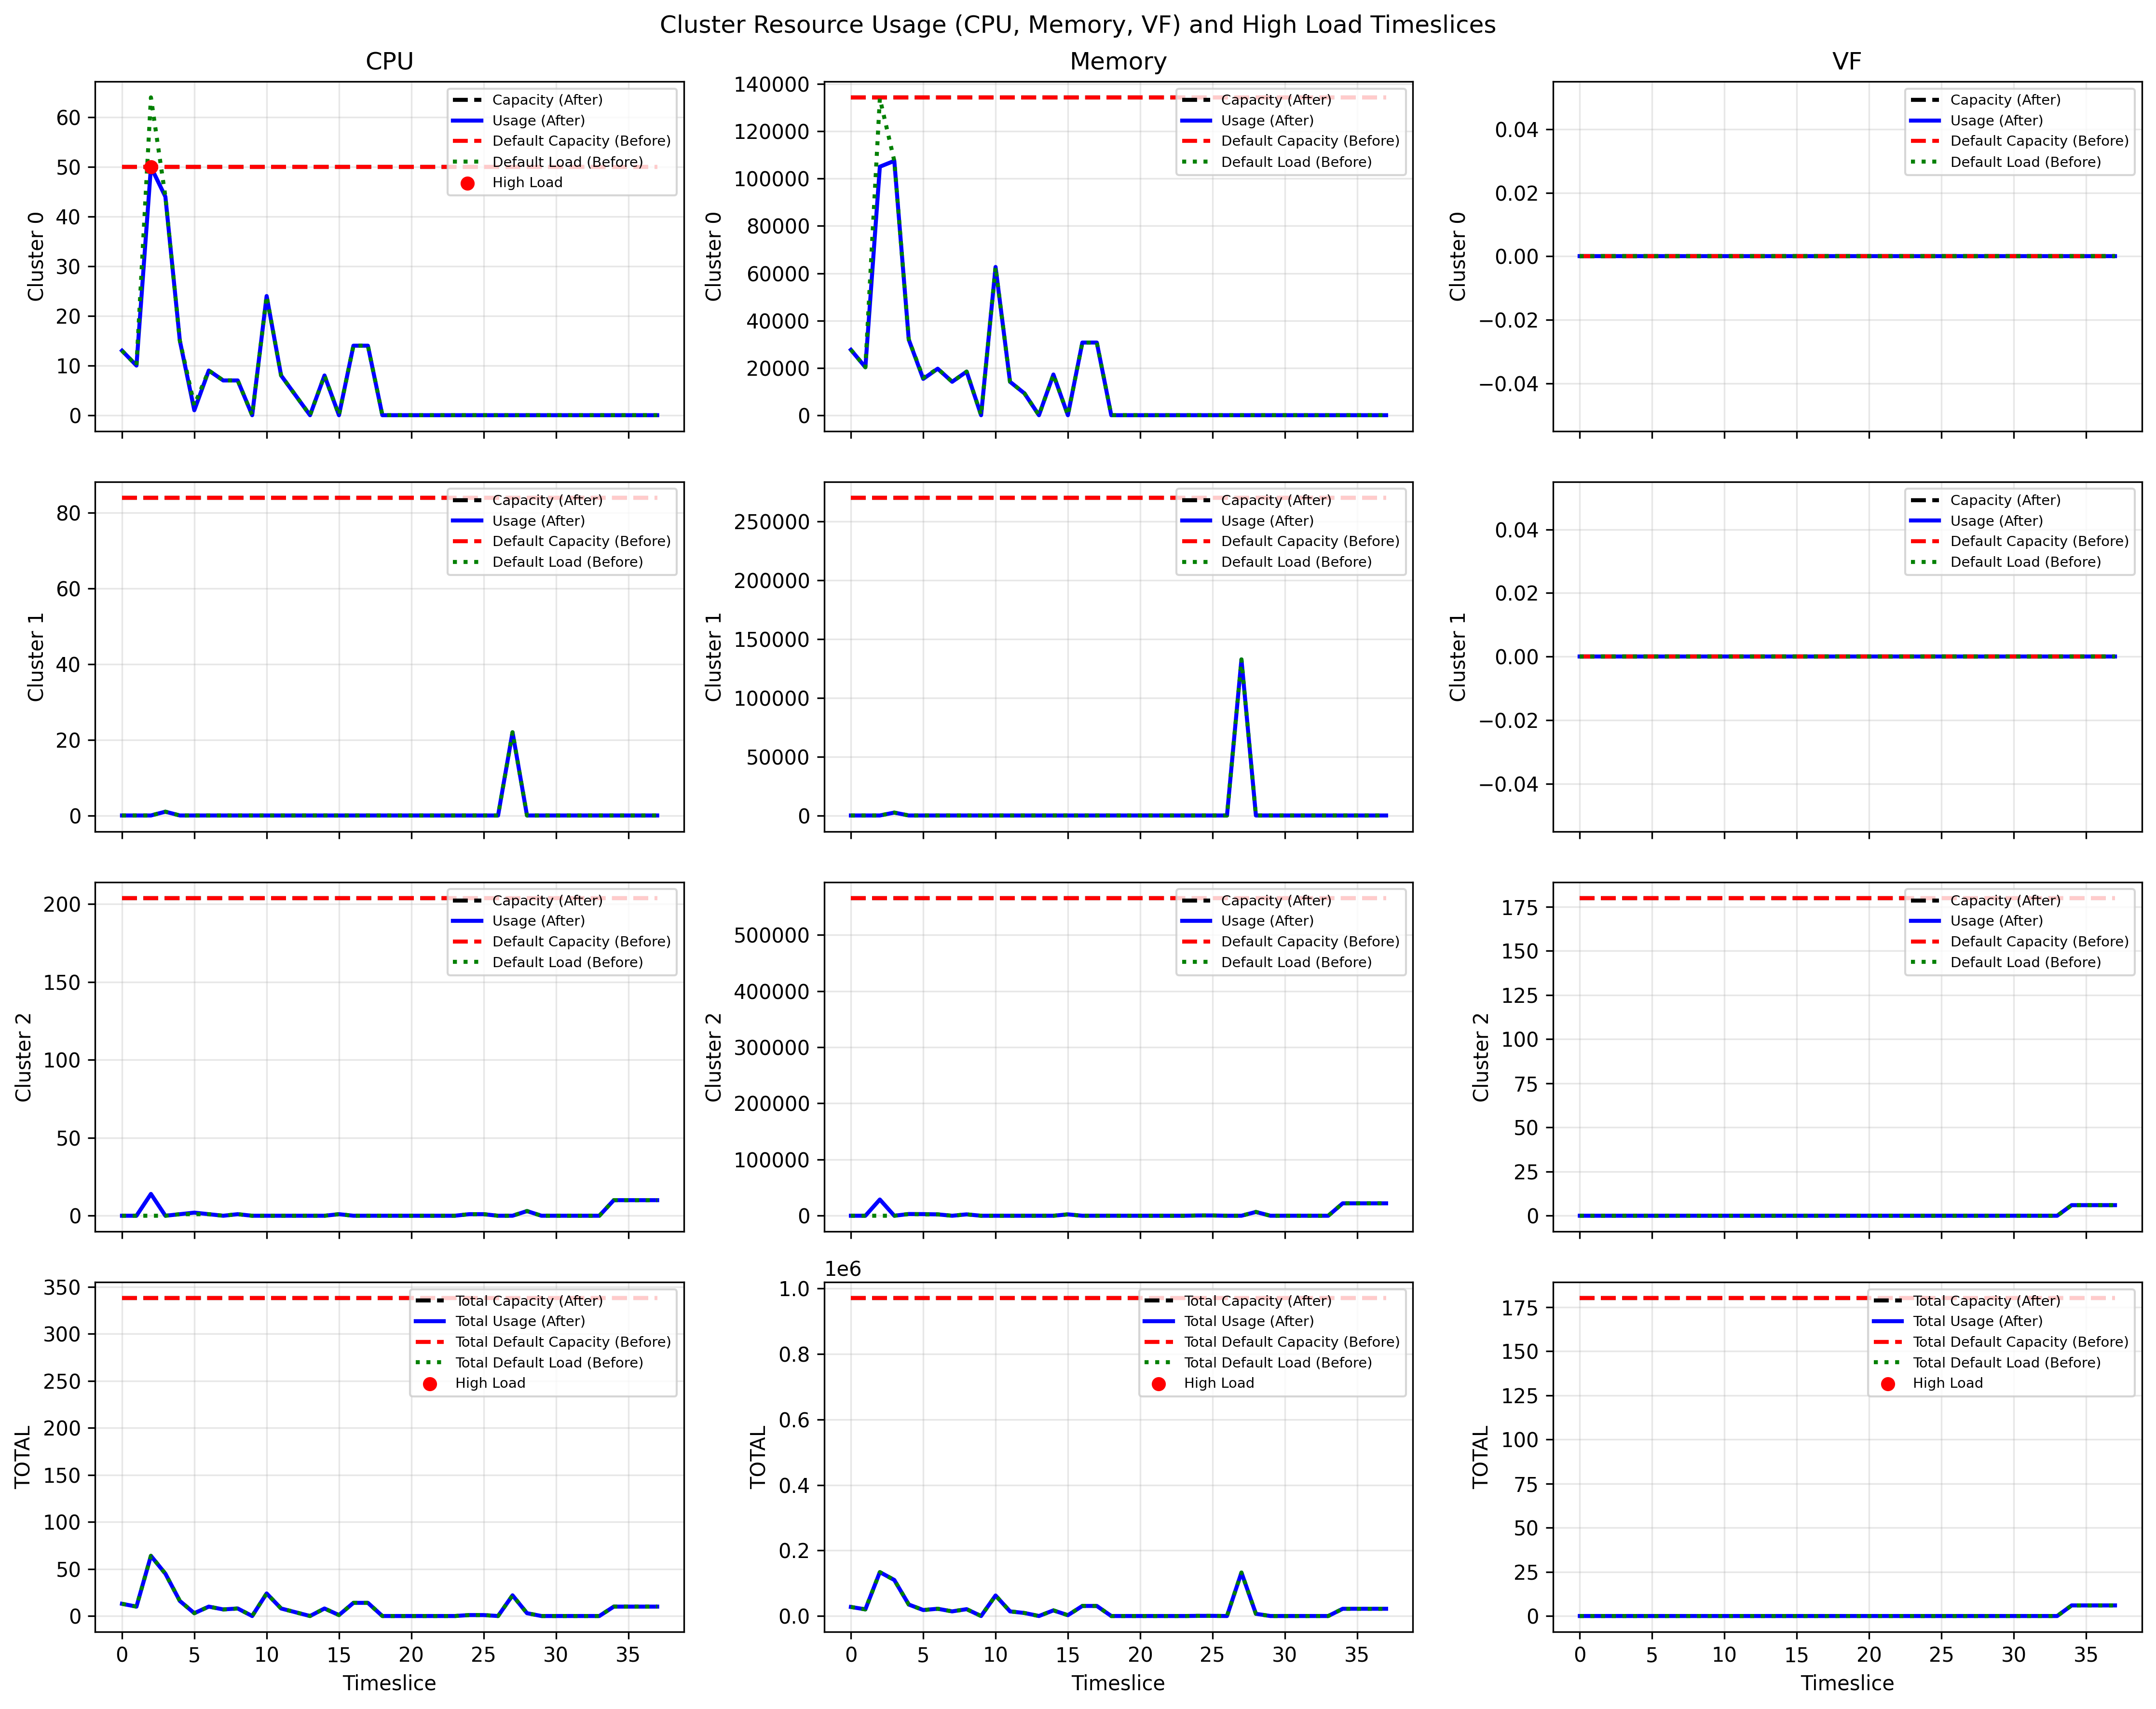 Cluster Resource Usage (CPU, Memory, VF) and High Load Timeslices
CPU
Cluster 0
60
50
40
30
20
10
0
Capacity (After)
Usage (After)
Default Capacity (Before)
Default Load (Before)
High Load
Memory
Cluster 0
140000
120000
100000
80000
60000
40000
20000
0
Capacity (After)
Usage (After)
Default Capacity (Before)
Default Load (Before)
VF
Cluster 0
0.04
0.02
0.00
−0.02
−0.04
Capacity (After)
Usage (After)
Default Capacity (Before)
Default Load (Before)
Cluster 1
80
60
40
20
0
Capacity (After)
Usage (After)
Default Capacity (Before)
Default Load (Before)
Cluster 1
250000
200000
150000
100000
50000
0
Capacity (After)
Usage (After)
Default Capacity (Before)
Default Load (Before)
Cluster 1
0.04
0.02
0.00
−0.02
−0.04
Capacity (After)
Usage (After)
Default Capacity (Before)
Default Load (Before)
Cluster 2
200
150
100
50
0
Capacity (After)
Usage (After)
Default Capacity (Before)
Default Load (Before)
Cluster 2
500000
400000
300000
200000
100000
0
Capacity (After)
Usage (After)
Default Capacity (Before)
Default Load (Before)
Cluster 2
175
150
125
100
75
50
25
0
Capacity (After)
Usage (After)
Default Capacity (Before)
Default Load (Before)
TOTAL
350
300
250
200
150
100
50
0
Total Capacity (After)
Total Usage (After)
Total Default Capacity (Before)
Total Default Load (Before)
High Load
0 5 10 15 20 25 30 35
Timeslice
1e6
TOTAL
1.0
0.8
0.6
0.4
0.2
0.0
Total Capacity (After)
Total Usage (After)
Total Default Capacity (Before)
Total Default Load (Before)
High Load
0 5 10 15 20 25 30 35
Timeslice
TOTAL
175
150
125
100
75
50
25
0
Total Capacity (After)
Total Usage (After)
Total Default Capacity (Before)
Total Default Load (Before)
High Load
0 5 10 15 20 25 30 35
Timeslice